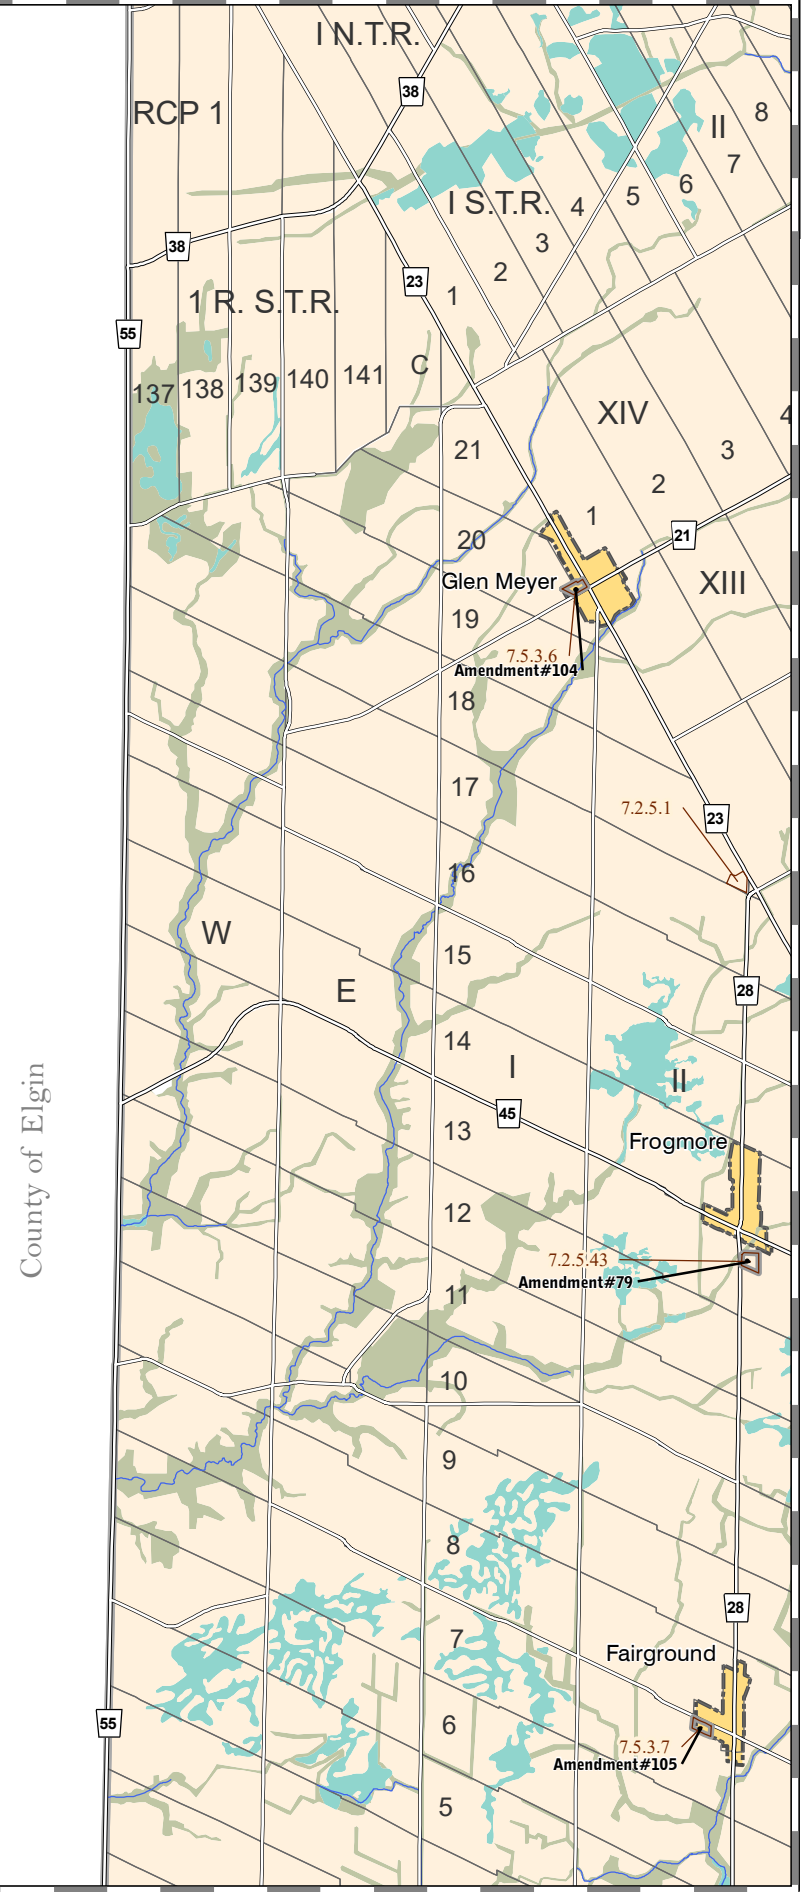 I N.T.R.
38
RCP 1
8
II
7
6
5
4
I S.T.R.
3
38
2
23
1
1 R. S.T.R.
55
C
141
140
139
138
137
XIV
4
3
21
2
1
20
21
Glen Meyer
XIII
19
7.5.3.6
Amendment#104
18
17
7.2.5.1
23
16
W
15
E
28
14
I
II
45
13
Frogmore
County of Elgin
12
7.2.5.43
Amendment#79
11
10
9
8
28
7
Fairground
55
6
7.5.3.7
Amendment#105
5